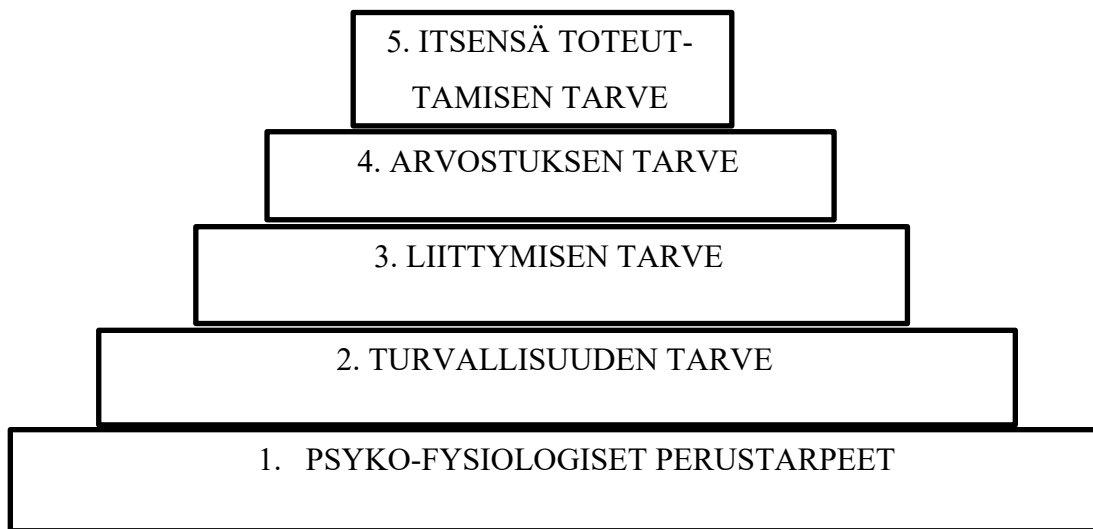 5. ITSENSÄ TOTEUT-
TAMISEN TARVE
4. ARVOSTUKSEN TARVE
3. LIITTYMISEN TARVE
2. TURVALLISUUDEN TARVE
1. PSYKO-FYSIOLOGISET PERUSTARPEET